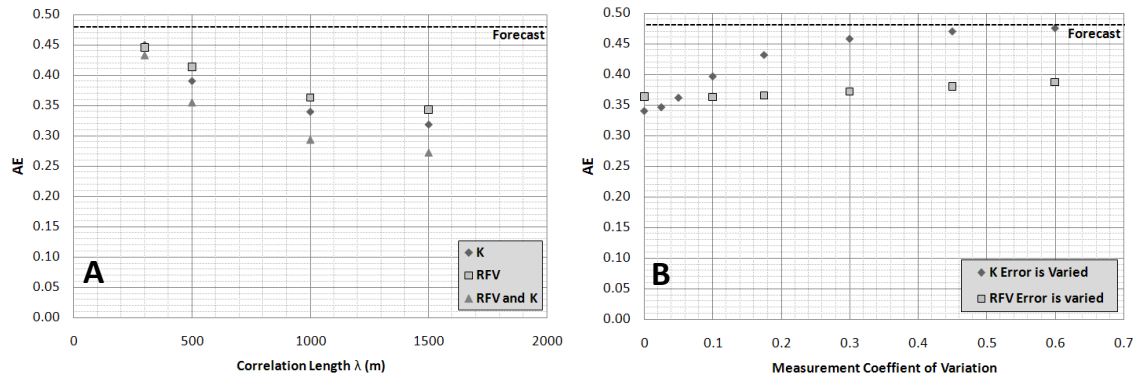 0.50
0.45
0.40
0.35
0.30
0.25
0.20
0.15
0.10
0.05
0.00
AE
Forecast
A
K
RFV
RFV and K
0 500 1000 1500 2000
Correlation Length λ (m)
0.50
0.45
0.40
0.35
0.30
0.25
0.20
0.15
0.10
0.05
0.00
AE
Forecast
B
K Error is Varied
RFV Error is varied
0 0.1 0.2 0.3 0.4 0.5 0.6 0.7
Measurement Coeffient of Variation